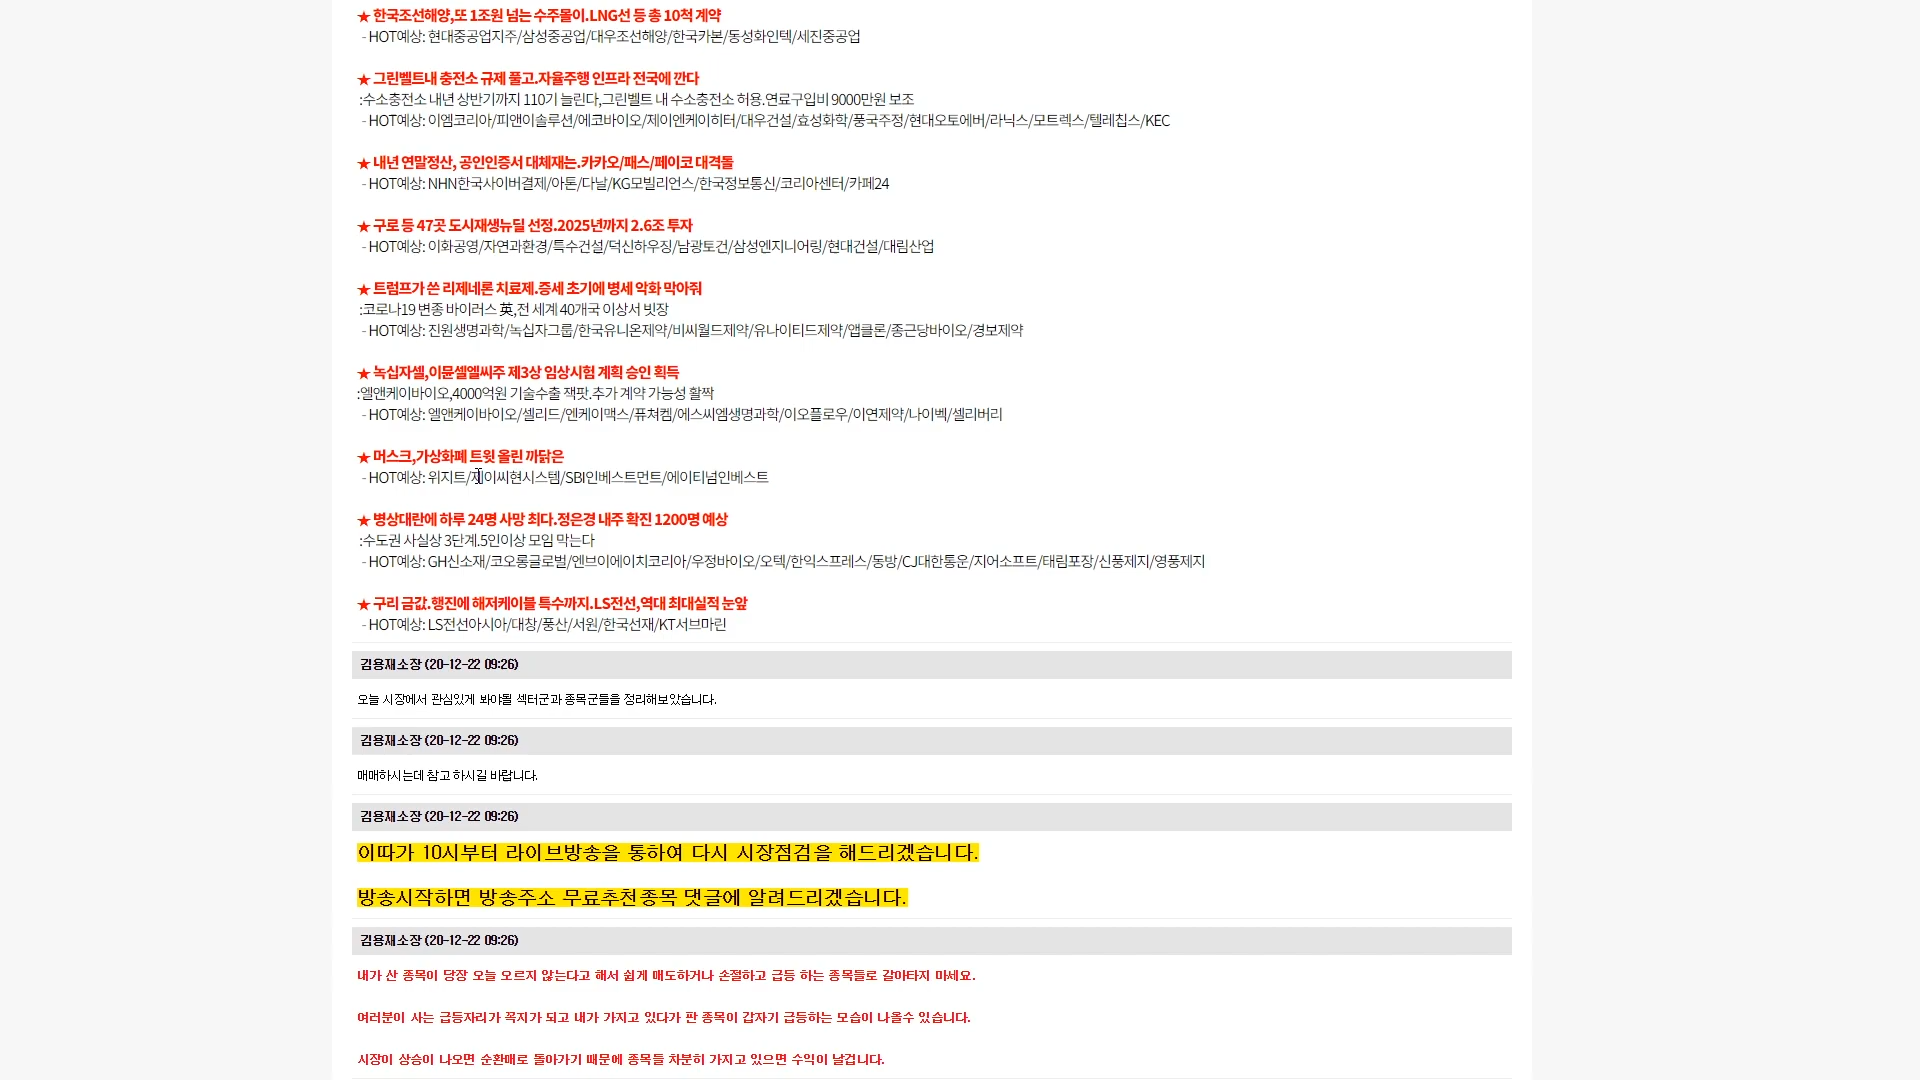 ★ 한국조선해양,또 1조원 넘는 수주몰이.LNG선 등 총 10척 계약
- HOT예상: 현대중공업지주/삼성중공업/대우조선해양/한국카본/동성화인텍/세진중공업
★ 그린벨트내 충전소 규제 풀고.자율주행 인프라 전국에 깐다
:수소충전소 내년 상반기까지 110기 늘린다,그린벨트 내 수소충전소 허용.연료구입비 9000만원 보조
- HOT예상: 이엠코리아/피앤이솔루션/에코바이오/제이엔케이히터/대우건설/효성화학/풍국주정/현대오토에버/라닉스/모트렉스/텔레칩스/KEC
★ 내년 연말정산, 공인인증서 대체재는.카카오/패스/페이코 대격돌
- HOT예상: NHN한국사이버결제/아톤/다날/KG모빌리언스/한국정보통신/코리아센터/카페24
★ 구로 등 47곳 도시재생뉴딜 선정.2025년까지 2.6조 투자
- HOT예상: 이화공영/자연과환경/특수건설/덕신하우징/남광토건/삼성엔지니어링/현대건설/대림산업
★ 트럼프가 쓴 리제네론 치료제.증세 초기에 병세 악화 막아줘
:코로나19 변종 바이러스 英,전 세계 40개국 이상서 빗장
- HOT예상: 진원생명과학/녹십자그룹/한국유니온제약/비씨월드제약/유나이티드제약/앱클론/종근당바이오/경보제약
★ 녹십자셀,이뮨셀엘씨주 제3상 임상시험 계획 승인 획득
:엘앤케이바이오,4000억원 기술수출 잭팟.추가 계약 가능성 활짝
- HOT예상: 엘앤케이바이오/셀리드/엔케이맥스/퓨쳐켐/에스씨엠생명과학/이오플로우/이연제약/나이벡/셀리버리
★ 머스크,가상화폐 트윗 올린 까닭은
- HOT예상: 위지트/제이씨현시스템/SBI인베스트먼트/에이티넘인베스트
★ 병상대란에 하루 24명 사망 최다.정은경 내주 확진 1200명 예상
:수도권 사실상 3단계.5인이상 모임 막는다
- HOT예상: GH신소재/코오롱글로벌/엔브이에이치코리아/우정바이오/오텍/한익스프레스/동방/CJ대한통운/지어소프트/태림포장/신풍제지/영풍제지
★ 구리 금값.행진에 해저케이블 특수까지.LS전선,역대 최대실적 눈앞
- HOT예상: LS전선아시아/대창/풍산/서원/한국선재/KT서브마린
김용재소장 (20-12-22 09:26)
오늘 시장에서 관심있게 봐야될 섹터군과 종목군들을 정리해보았습니다.
김용재소장 (20-12-22 09:26)
매매하시는데 참고 하시길 바랍니다.
김용재소장 (20-12-22 09:26)
이따가 10시부터 라이브방송을 통하여 다시 시장점검을 해드리겠습니다.
방송시작하면 방송주소 무료추천종목 댓글에 알려드리겠습니다.
김용재소장 (20-12-22 09:26)
내가 산 종목이 당장 오늘 오르지 않는다고 해서 쉽게 매도하거나 손절하고 급등 하는 종목들로 갈아타지 마세요.
여러분이 사는 급등자리가 꼭지가 되고 내가 가지고 있다가 판 종목이 갑자기 급등하는 모습이 나올수 있습니다.
시장이 상승이 나오면 순환매로 돌아가기 때문에 종목들 차분히 가지고 있으면 수익이 날겁니다.